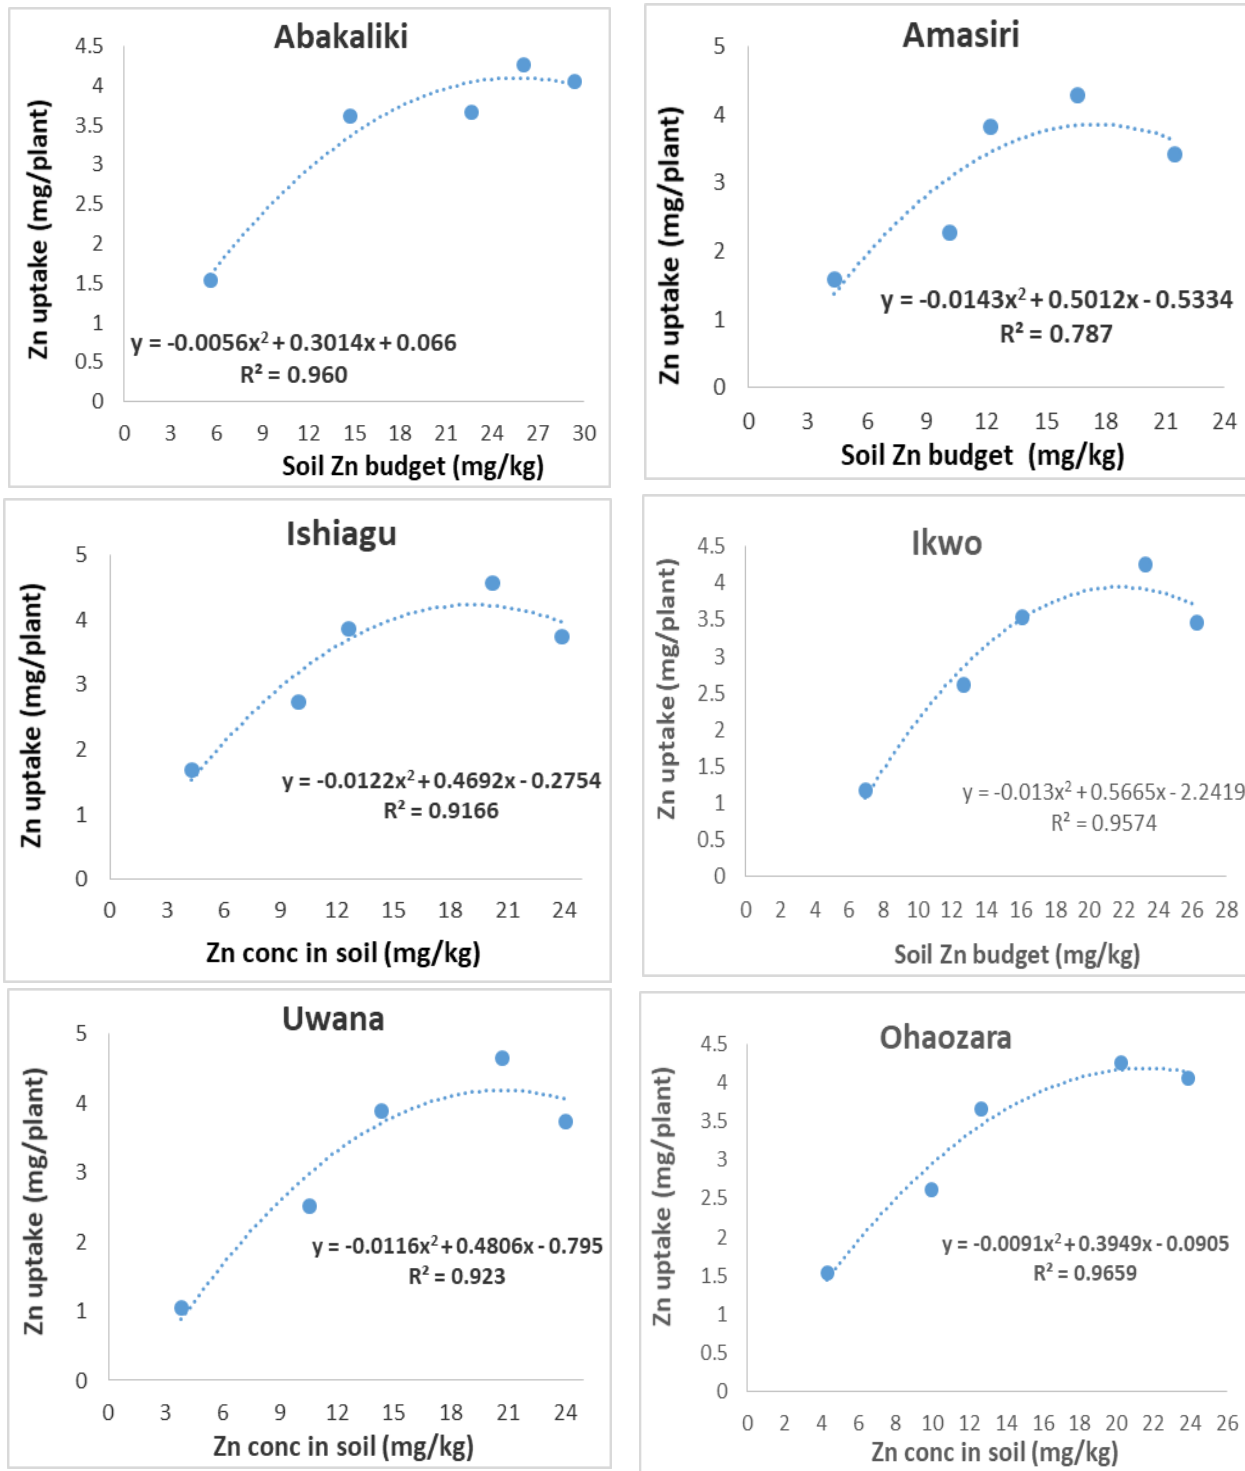 Abakaliki
Zn uptake (mg/plant)
4.5
4
3.5
3
2.5
2
1.5
1
0.5
0
y = -0.0056x² + 0.3014x + 0.066
R² = 0.960
0 3 6 9 12 15 18 21 24 27 30
Soil Zn budget (mg/kg)
Amasiri
Zn uptake (mg/plant)
5
4
3
2
1
0
y = -0.0143x² + 0.5012x - 0.5334
R² = 0.787
0 3 6 9 12 15 18 21 24
Soil Zn budget (mg/kg)
Ishiagu
Zn uptake (mg/plant)
5
4
3
2
1
0
y = -0.0122x² + 0.4692x - 0.2754
R² = 0.9166
0 3 6 9 12 15 18 21 24
Zn conc in soil (mg/kg)
Ikwo
Zn uptake (mg/plant)
4.5
4
3.5
3
2.5
2
1.5
1
0.5
0
y = -0.013x² + 0.5665x - 2.2419
R² = 0.9574
0 2 4 6 8 10 12 14 16 18 20 22 24 26 28
Soil Zn budget (mg/kg)
Uwana
Zn uptake (mg/plant)
5
4
3
2
1
0
y = -0.0116x² + 0.4806x - 0.795
R² = 0.923
0 3 6 9 12 15 18 21 24
Zn conc in soil (mg/kg)
Ohaozara
Zn uptake (mg/plant)
4.5
4
3.5
3
2.5
2
1.5
1
0.5
0
y = -0.0091x² + 0.3949x - 0.0905
R² = 0.9659
0 2 4 6 8 10 12 14 16 18 20 22 24 26
Zn conc in soil (mg/kg)